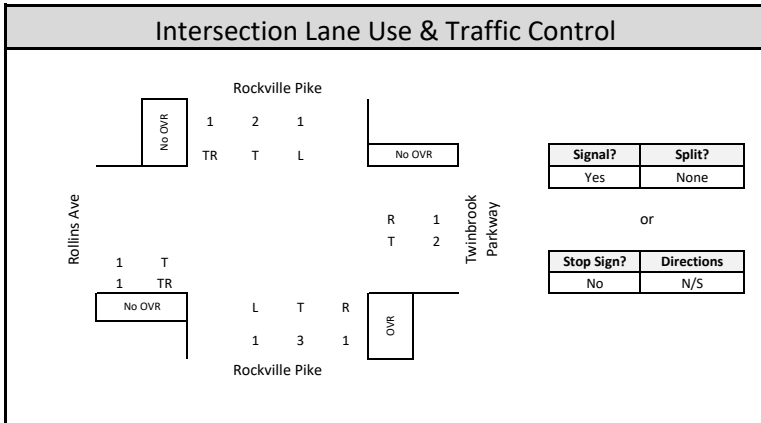 Intersection Lane Use & Traffic Control
Rockville Pike
No OVR
1 2 1
TR T L
No OVR
Signal? Split?
Yes None
or
Stop Sign? Directions
No N/S
Rollins Ave
R 1
T 2
Twinbrook
Parkway
1 T
1 TR
No OVR
L T R
1 3 1
OVR
Rockville Pike